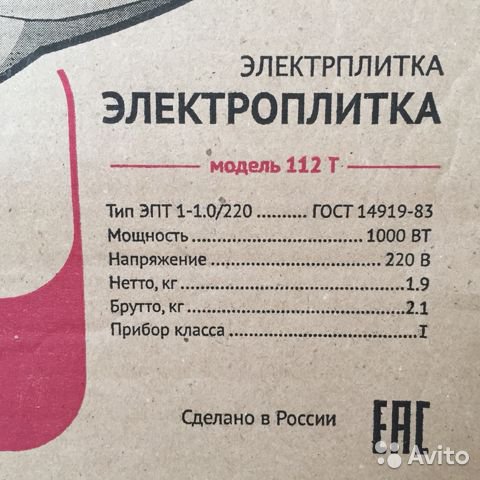 ЭЛЕКТРПЛИТКА
ЭЛЕКТРОПЛИТКА
модель 112 Т
Тип ЭПТ 1-1.0/220 .......... ГОСТ 14919-83
Мощность ..................................... 1000 ВТ
Напряжение .................................. 220 В
Нетто, кг ........................................... 1.9
Брутто, кг .......................................... 2.1
Прибор класса .................................. I
Сделано в России
EAC
Avito